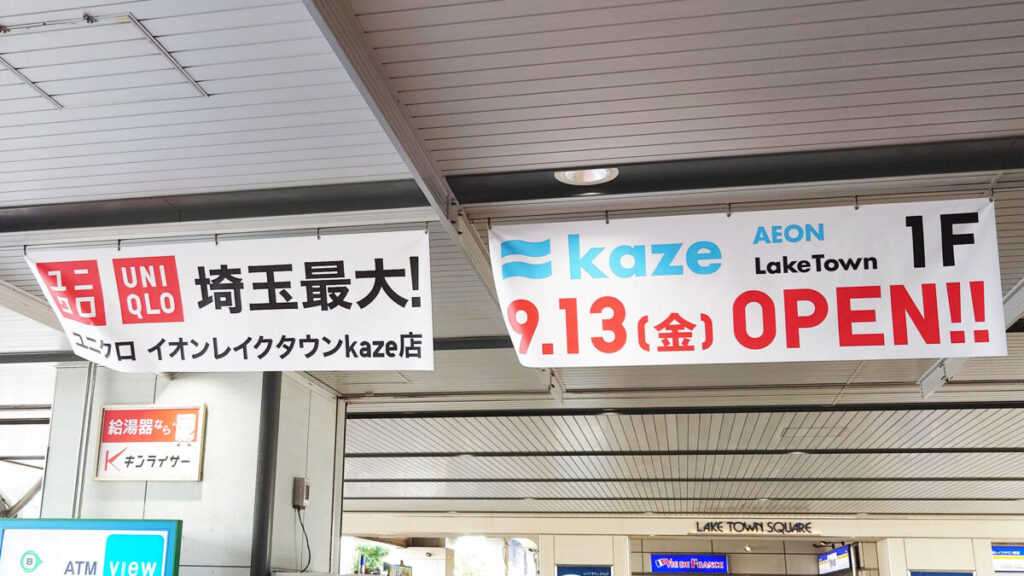 ユニ
クロ
UNI
QLO
埼玉最大!
ユニクロ イオンレイクタウンkaze店
kaze
AEON
LakeTown
1F
9.13(金) OPEN!!
給湯器なら
キンライサー
B
ATM
VIEW
LAKE TOWN SQUARE
VIE DE FRANCE